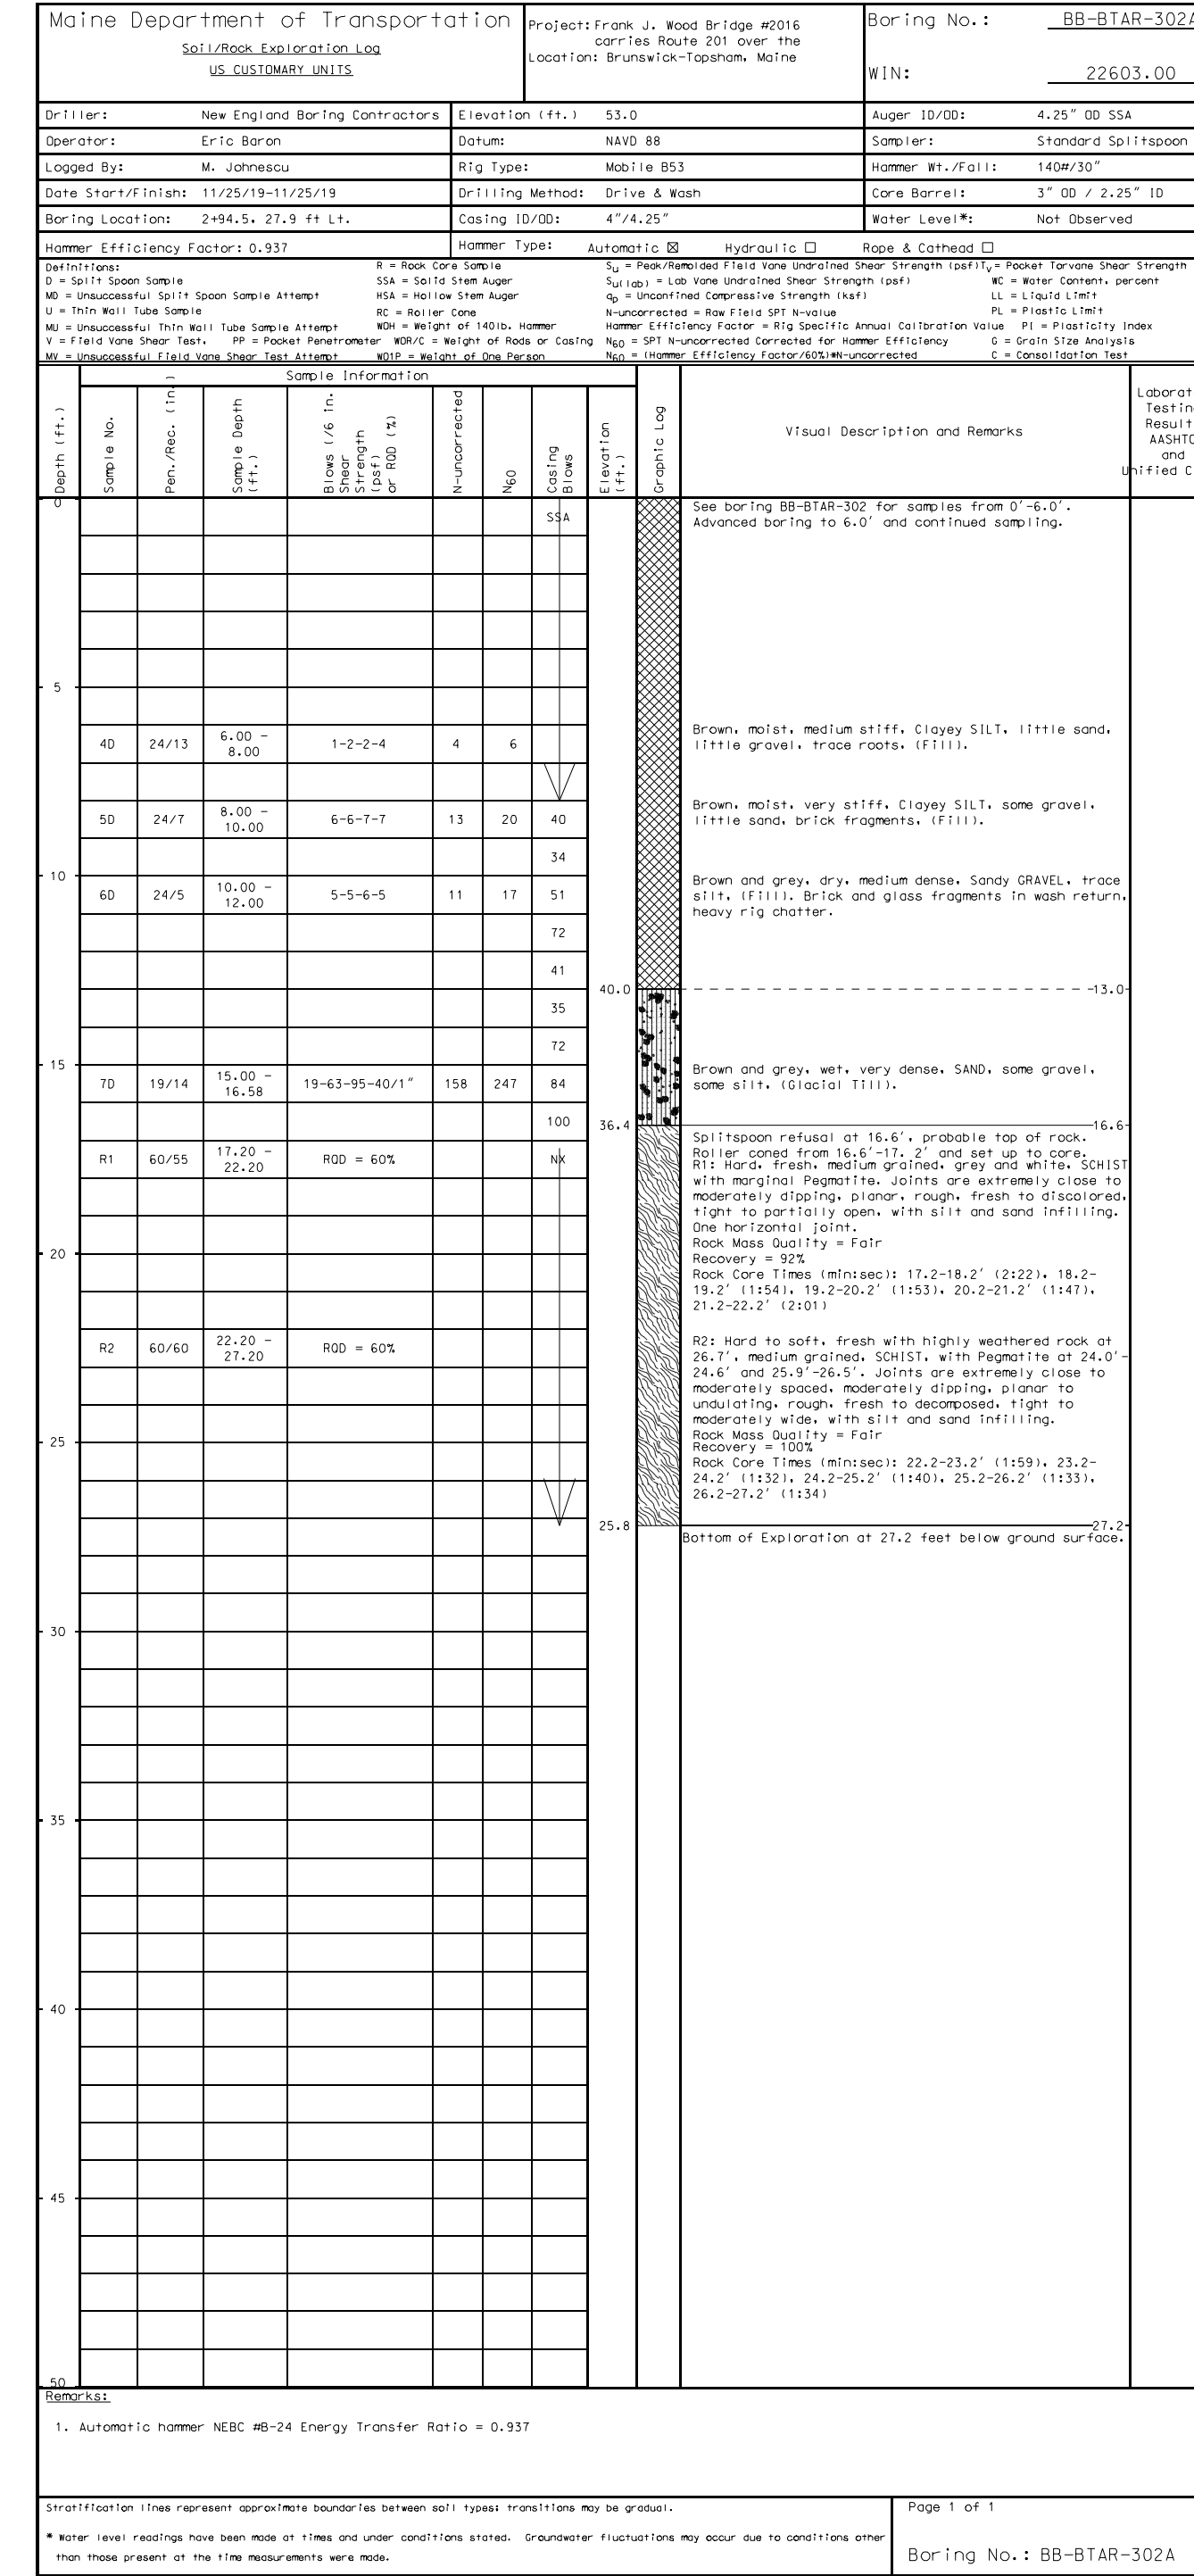 Maine Department of Transportation
Soil/Rock Exploration Log
US CUSTOMARY UNITS
Project: Frank J. Wood Bridge #2016
carries Route 201 over the
Location: Brunswick-Topsham, Maine
Boring No.: BB-BTAR-302A
WIN: 22603.00
Driller: New England Boring Contractors Elevation (ft.) 53.0 Auger ID/OD: 4.25" OD SSA
Operator: Eric Baron Datum: NAVD 88 Sampler: Standard Splitspoon
Logged By: M. Johnescu Rig Type: Mobile B53 Hammer Wt./Fall: 140#/30"
Date Start/Finish: 11/25/19-11/25/19 Drilling Method: Drive & Wash Core Barrel: 3" OD / 2.25" ID
Boring Location: 2+94.5, 27.9 ft Lt. Casing ID/OD: 4"/4.25" Water Level*: Not Observed
Hammer Efficiency Factor: 0.937 Hammer Type: Automatic ☒ Hydraulic ☐ Rope & Cathead ☐
Definitions: R = Rock Core Sample Su = Peak/Remolded Field Vane Undrained Shear Strength (psf) Tv = Pocket Torvane Shear Strength
D = Split Spoon Sample SSA = Solid Stem Auger Su(lab) = Lab Vane Undrained Shear Strength (psf) WC = Water Content, percent
MD = Unsuccessful Split Spoon Sample Attempt HSA = Hollow Stem Auger qp = Unconfined Compressive Strength (ksf) LL = Liquid Limit
U = Thin Wall Tube Sample RC = Roller Cone N-uncorrected = Raw Field SPT N-value PL = Plastic Limit
MU = Unsuccessful Thin Wall Tube Sample Attempt WOH = Weight of 140lb. Hammer Hammer Efficiency Factor = Rig Specific Annual Calibration Value PI = Plasticity Index
V = Field Vane Shear Test, PP = Pocket Penetrometer WOR/C = Weight of Rods or Casing N60 = SPT N-uncorrected Corrected for Hammer Efficiency G = Grain Size Analysis
MV = Unsuccessful Field Vane Shear Test Attempt WO1P = Weight of One Person N60 = (Hammer Efficiency Factor/60%)*N-uncorrected C = Consolidation Test
Sample Information
Depth (ft.)
Sample No.
Pen./Rec. (in.)
Sample Depth
(ft.)
Blows (/6 in.
Shear
Strength
(psf)
or RQD (%)
N-uncorrected
N60
Casing
Blows
Elevation
(ft.)
Graphic Log
Visual Description and Remarks
Laborat
Testin
Result
AASHTO
and
Unified C
0
SSA
See boring BB-BTAR-302 for samples from 0'-6.0'.
Advanced boring to 6.0' and continued sampling.
5
4D 24/13 6.00 - 8.00 1-2-2-4 4 6
Brown, moist, medium stiff, Clayey SILT, little sand,
little gravel, trace roots, (Fill).
5D 24/7 8.00 - 10.00 6-6-7-7 13 20 40
Brown, moist, very stiff, Clayey SILT, some gravel,
little sand, brick fragments, (Fill).
34
10
6D 24/5 10.00 - 12.00 5-5-6-5 11 17 51
Brown and grey, dry, medium dense, Sandy GRAVEL, trace
silt, (Fill). Brick and glass fragments in wash return,
heavy rig chatter.
72
41
40.0 13.0
35
72
15
7D 19/14 15.00 - 16.58 19-63-95-40/1" 158 247 84
Brown and grey, wet, very dense, SAND, some gravel,
some silt, (Glacial Till).
100
36.4 16.6
Splitspoon refusal at 16.6', probable top of rock.
Roller coned from 16.6'-17. 2' and set up to core.
R1 60/55 17.20 - 22.20 RQD = 60% NX
R1: Hard, fresh, medium grained, grey and white, SCHIST
with marginal Pegmatite. Joints are extremely close to
moderately dipping, planar, rough, fresh to discolored,
tight to partially open, with silt and sand infilling.
One horizontal joint.
Rock Mass Quality = Fair
Recovery = 92%
Rock Core Times (min:sec): 17.2-18.2' (2:22), 18.2-
19.2' (1:54), 19.2-20.2' (1:53), 20.2-21.2' (1:47),
21.2-22.2' (2:01)
20
R2 60/60 22.20 - 27.20 RQD = 60%
R2: Hard to soft, fresh with highly weathered rock at
26.7', medium grained, SCHIST, with Pegmatite at 24.0'-
24.6' and 25.9'-26.5'. Joints are extremely close to
moderately spaced, moderately dipping, planar to
undulating, rough, fresh to decomposed, tight to
moderately wide, with silt and sand infilling.
Rock Mass Quality = Fair
Recovery = 100%
Rock Core Times (min:sec): 22.2-23.2' (1:59), 23.2-
24.2' (1:32), 24.2-25.2' (1:40), 25.2-26.2' (1:33),
26.2-27.2' (1:34)
25
25.8 27.2
Bottom of Exploration at 27.2 feet below ground surface.
30
35
40
45
50
Remarks:
1. Automatic hammer NEBC #B-24 Energy Transfer Ratio = 0.937
Stratification lines represent approximate boundaries between soil types; transitions may be gradual.
* Water level readings have been made at times and under conditions stated. Groundwater fluctuations may occur due to conditions other
than those present at the time measurements were made.
Page 1 of 1
Boring No.: BB-BTAR-302A